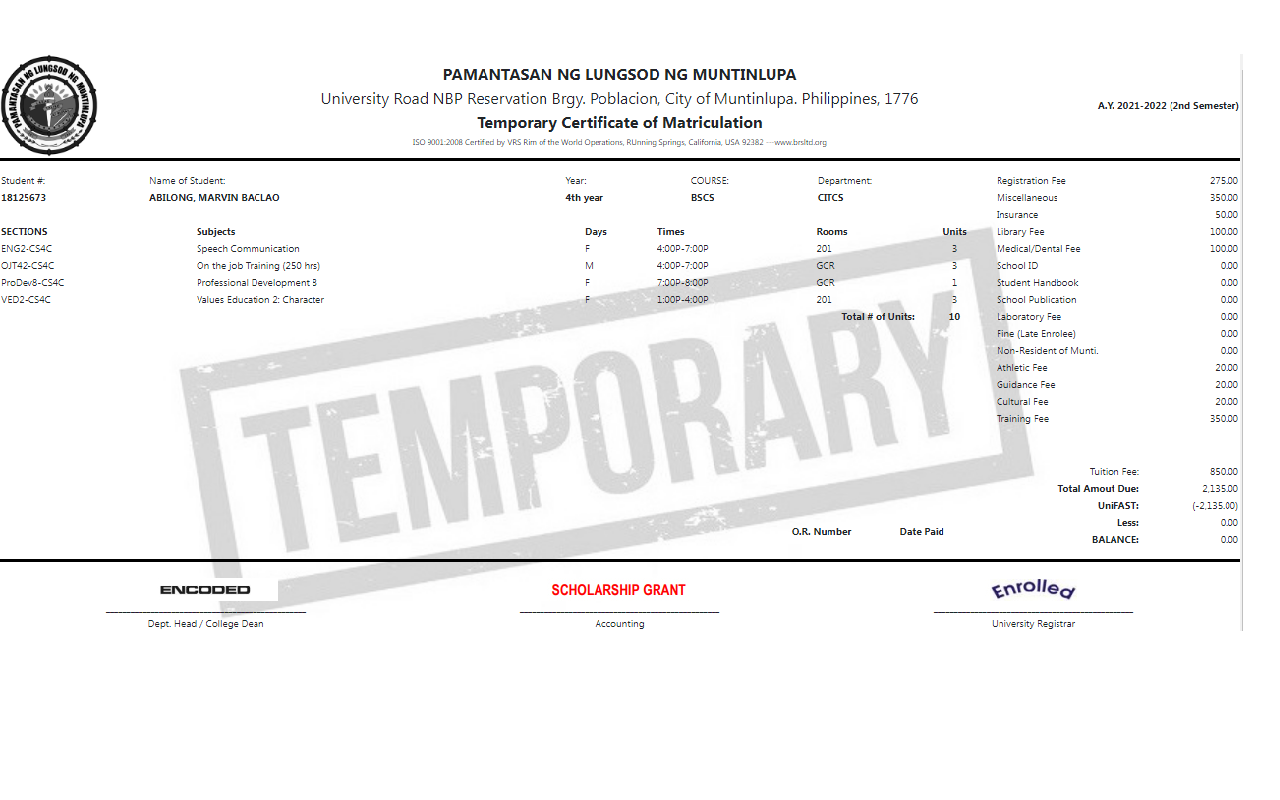 PAMANTASAN NG LUNGSOD NG MUNTINLUPA
PAMANTASAN NG LUNGSOD NG MUNTINLUPA
University Road NBP Reservation Brgy. Poblacion, City of Muntinlupa. Philippines, 1776
A.Y. 2021-2022 (2nd Semester)
Temporary Certificate of Matriculation
ISO 9001:2008 Certified by VRS Rim of the World Operations, RUnning Springs, California, USA 92382 ---www.brsltd.org
Student #: Name of Student: Year: COURSE: Department: Registration Fee 275.00
18125673 ABILONG, MARVIN BACLAO 4th year BSCS CITCS Miscellaneous 350.00
Insurance 50.00
SECTIONS Subjects Days Times Rooms Units Library Fee 100.00
ENG2-CS4C Speech Communication F 4:00P-7:00P 201 3 Medical/Dental Fee 100.00
OJT42-CS4C On the job Training (250 hrs) M 4:00P-7:00P GCR 3 School ID 0.00
ProDev8-CS4C Professional Development 8 F 7:00P-8:00P GCR 1 Student Handbook 0.00
VED2-CS4C Values Education 2: Character F 1:00P-4:00P 201 3 School Publication 0.00
Total # of Units: 10 Laboratory Fee 0.00
Fine (Late Enrolee) 0.00
Non-Resident of Munti. 0.00
Athletic Fee 20.00
Guidance Fee 20.00
Cultural Fee 20.00
Training Fee 350.00
TEMPORARY
Tuition Fee: 850.00
Total Amout Due: 2,135.00
UniFAST: (-2,135.00)
Less: 0.00
O.R. Number Date Paid
BALANCE: 0.00
ENCODED SCHOLARSHIP GRANT Enrolled
Dept. Head / College Dean Accounting University Registrar